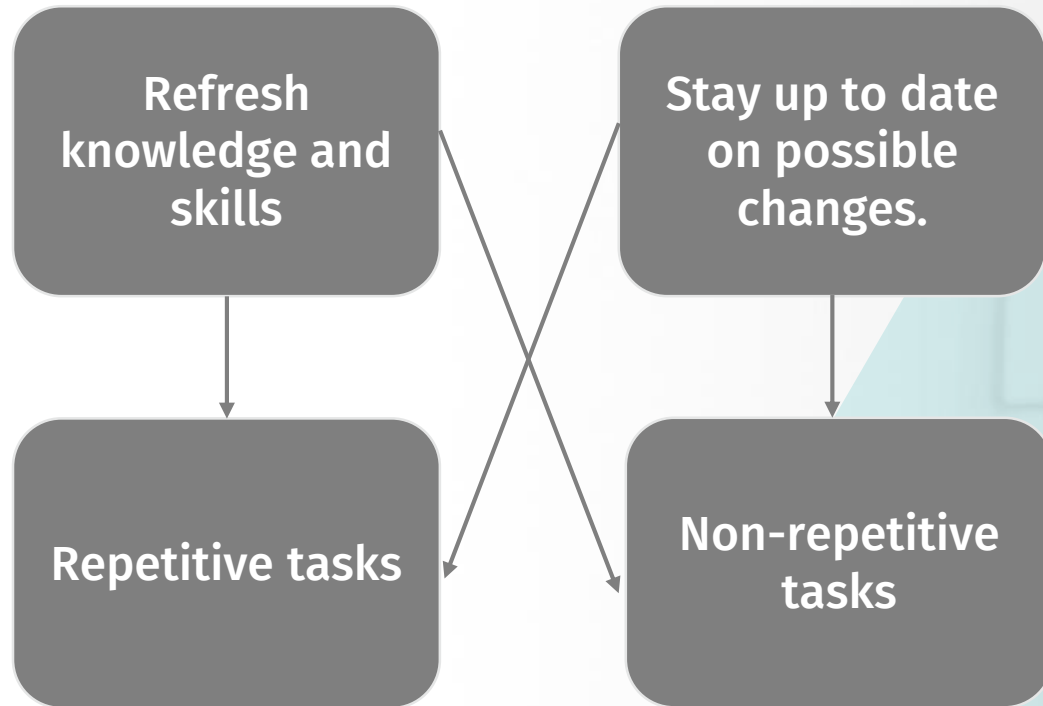 Refresh
knowledge and
skills
Stay up to date
on possible
changes.
Repetitive tasks
Non-repetitive
tasks